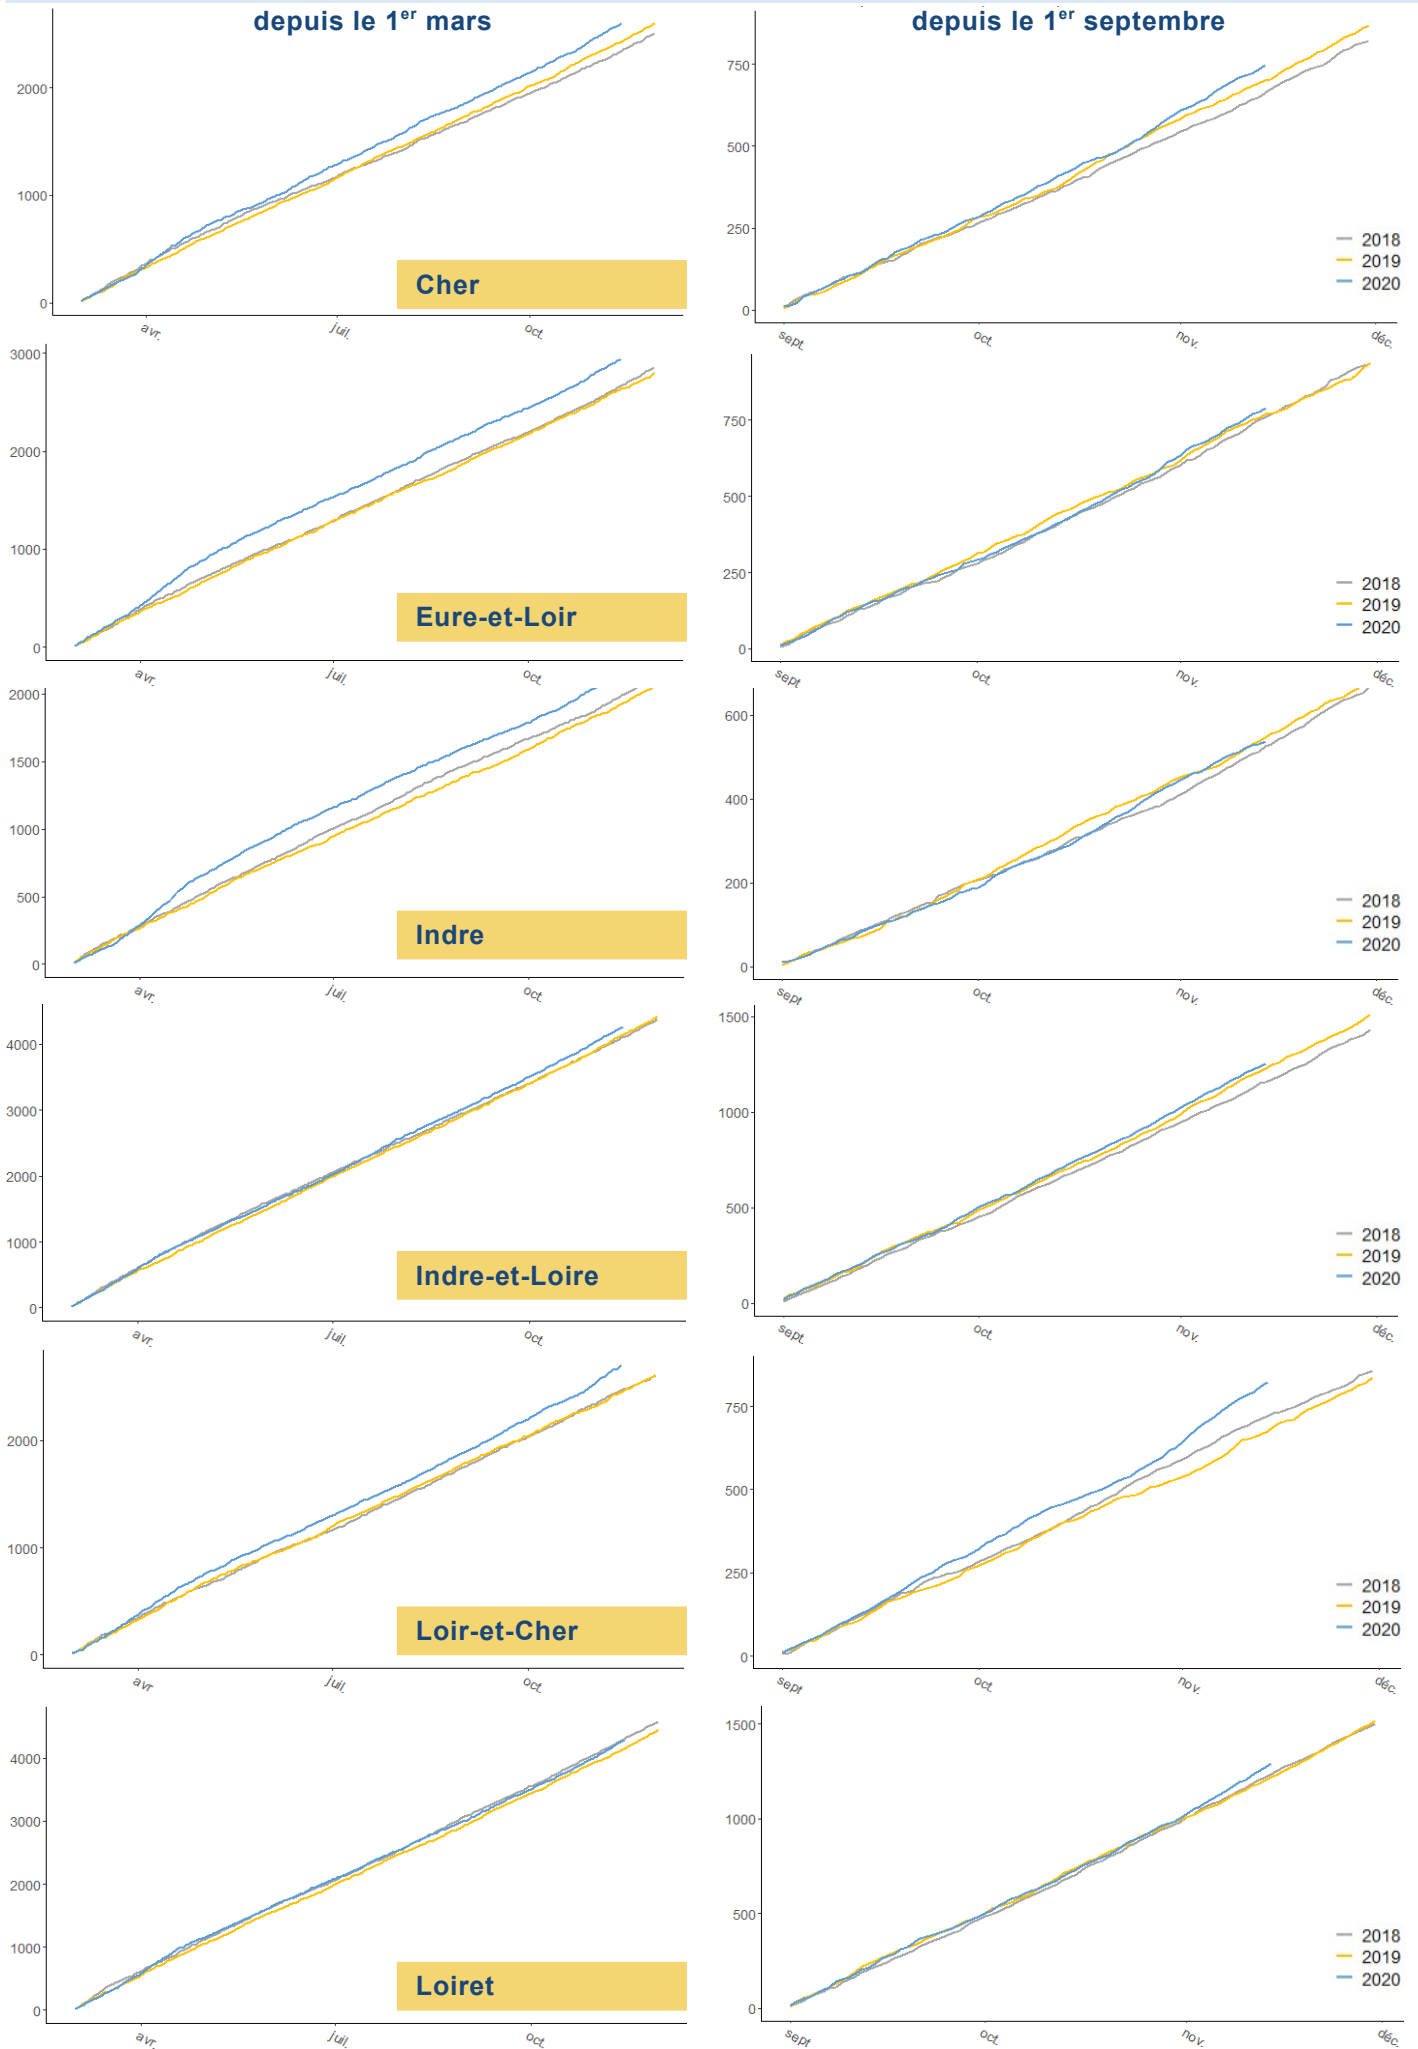 depuis le 1er mars
depuis le 1er septembre
2000
1000
0
avr.
juil.
oct.
Cher
750
500
250
0
sept
oct.
nov.
déc.
2018
2019
2020
3000
2000
1000
0
avr.
juil.
oct.
Eure-et-Loir
750
500
250
0
sept
oct.
nov.
déc.
2018
2019
2020
2000
1500
1000
500
0
avr.
juil.
oct.
Indre
600
400
200
0
sept
oct.
nov.
déc.
2018
2019
2020
4000
3000
2000
1000
0
avr.
juil.
oct.
Indre-et-Loire
1500
1000
500
0
sept
oct.
nov.
déc.
2018
2019
2020
2000
1000
0
avr
juil.
oct.
Loir-et-Cher
750
500
250
0
sept
oct.
nov.
déc.
2018
2019
2020
4000
3000
2000
1000
0
avr.
juil.
oct.
Loiret
1500
1000
500
0
sept
oct.
nov.
déc.
2018
2019
2020